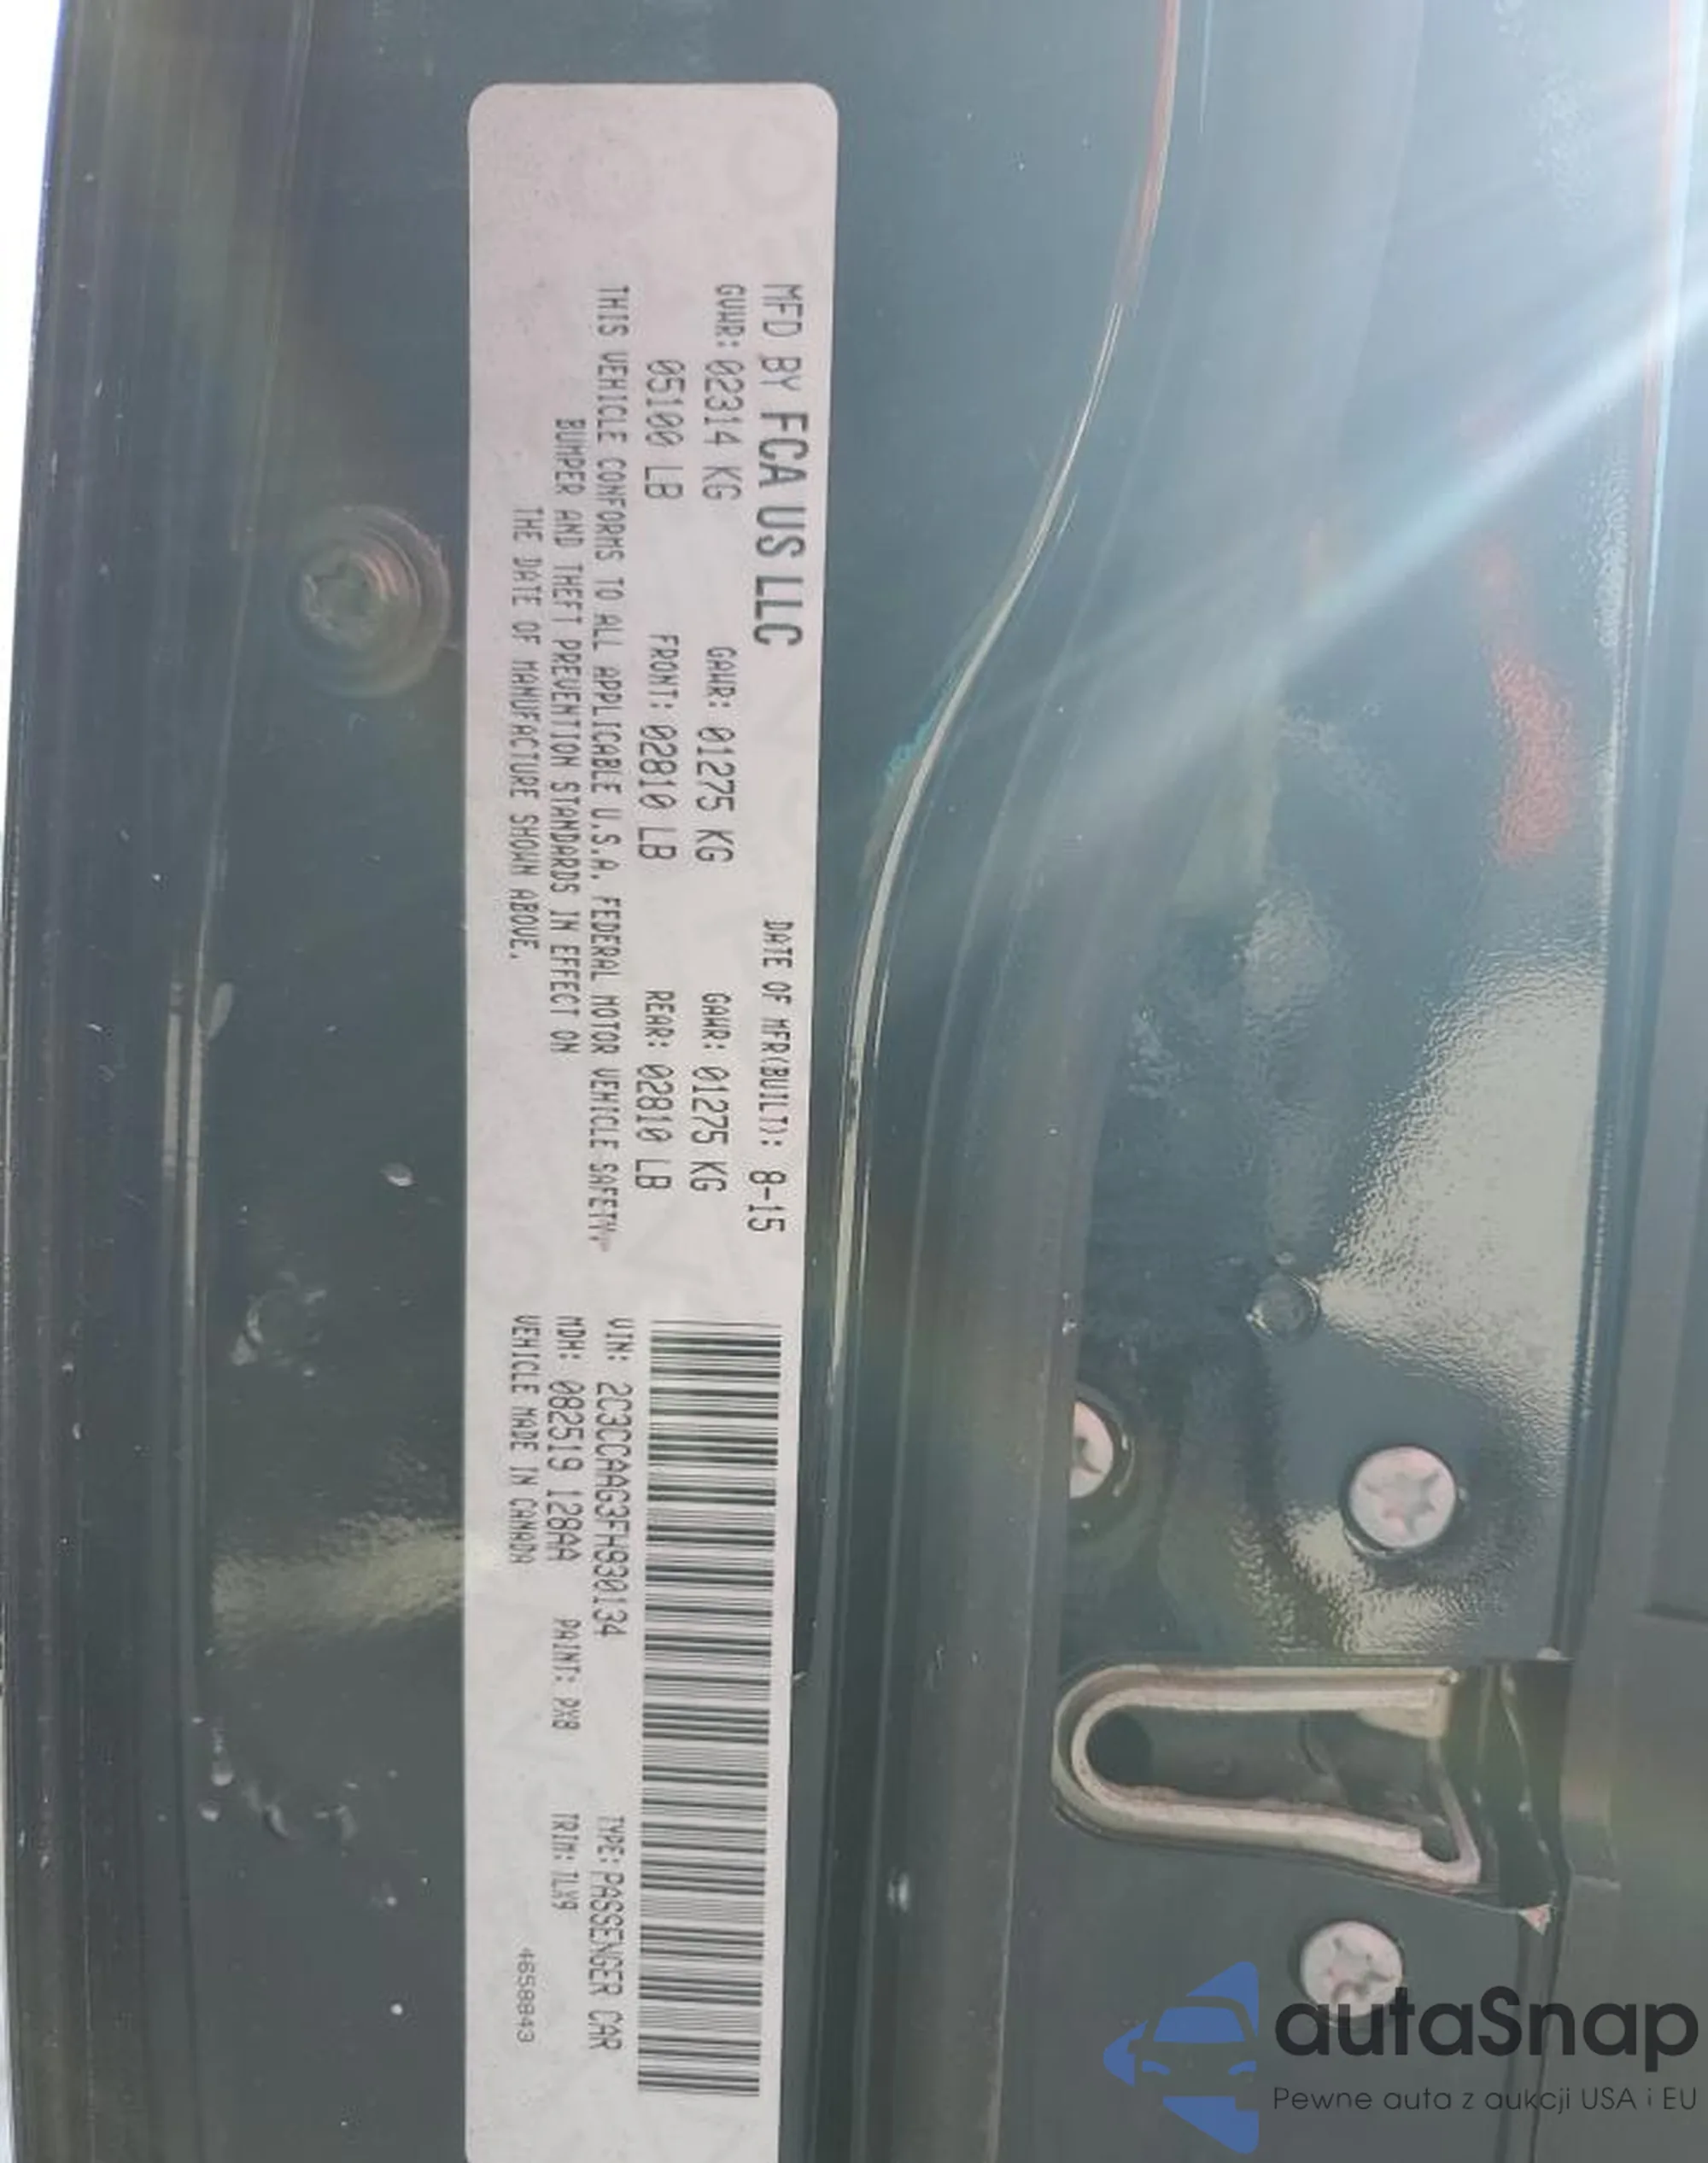 MFD BY FCA US LLC
DATE OF MFR(BUILT): 8-15
GVWR: 02314 KG
GAWR: 01275 KG
GAWR: 01275 KG
05100 LB
FRONT: 02810 LB
REAR: 02810 LB
THIS VEHICLE CONFORMS TO ALL APPLICABLE U.S.A. FEDERAL MOTOR VEHICLE SAFETY,
BUMPER AND THEFT PREVENTION STANDARDS IN EFFECT ON
THE DATE OF MANUFACTURE SHOWN ABOVE.
VIN: 2C3CCAAG3FH930134
TYPE: PASSENGER CAR
MDH: 082519 128AA
PAINT: PX8
TRIM: TLX9
VEHICLE MADE IN CANADA
46588843
autaSnap
Pewne auta z aukcji USA i EU